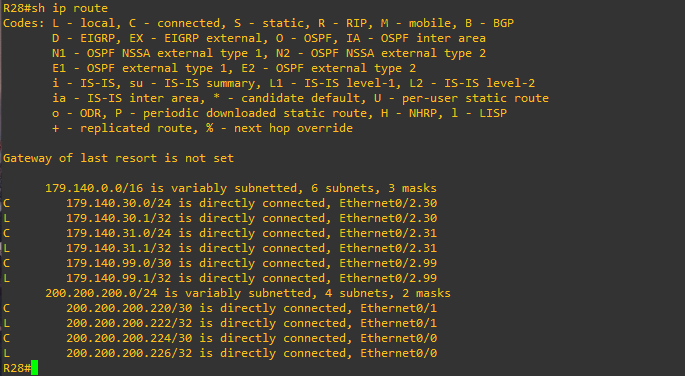 R28#sh ip route
Codes: L - local, C - connected, S - static, R - RIP, M - mobile, B - BGP
       D - EIGRP, EX - EIGRP external, O - OSPF, IA - OSPF inter area
       N1 - OSPF NSSA external type 1, N2 - OSPF NSSA external type 2
       E1 - OSPF external type 1, E2 - OSPF external type 2
       i - IS-IS, su - IS-IS summary, L1 - IS-IS level-1, L2 - IS-IS level-2
       ia - IS-IS inter area, * - candidate default, U - per-user static route
       o - ODR, P - periodic downloaded static route, H - NHRP, l - LISP
       + - replicated route, % - next hop override

Gateway of last resort is not set

      179.140.0.0/16 is variably subnetted, 6 subnets, 3 masks
C        179.140.30.0/24 is directly connected, Ethernet0/2.30
L        179.140.30.1/32 is directly connected, Ethernet0/2.30
C        179.140.31.0/24 is directly connected, Ethernet0/2.31
L        179.140.31.1/32 is directly connected, Ethernet0/2.31
C        179.140.99.0/30 is directly connected, Ethernet0/2.99
L        179.140.99.1/32 is directly connected, Ethernet0/2.99
      200.200.200.0/24 is variably subnetted, 4 subnets, 2 masks
C        200.200.200.220/30 is directly connected, Ethernet0/1
L        200.200.200.222/32 is directly connected, Ethernet0/1
C        200.200.200.224/30 is directly connected, Ethernet0/0
L        200.200.200.226/32 is directly connected, Ethernet0/0
R28#